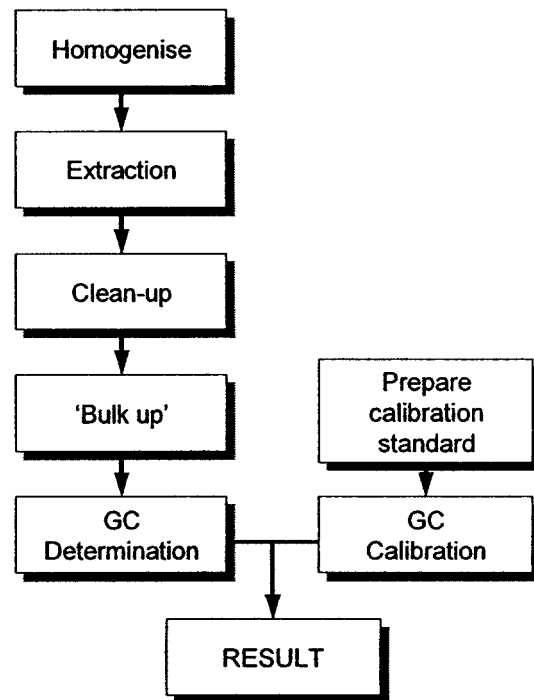 Homogenise
Extraction
Clean-up
‘Bulk up’
Prepare
calibration
standard
GC
Determination
GC
Calibration
RESULT